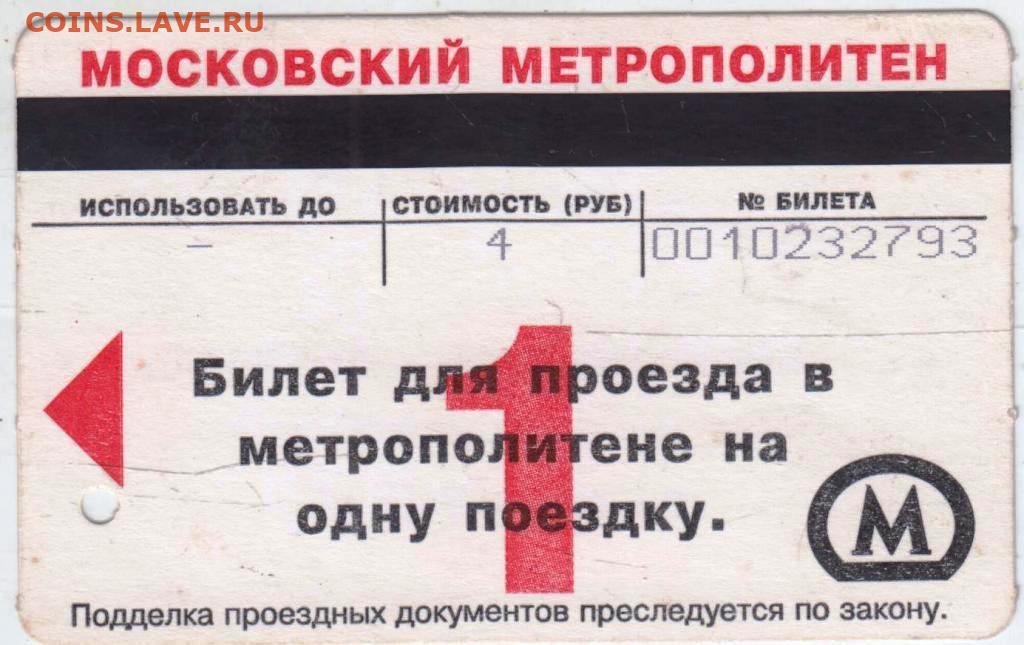 COINS.LAVE.RU
МОСКОВСКИЙ МЕТРОПОЛИТЕН
ИСПОЛЬЗОВАТЬ ДО СТОИМОСТЬ (РУБ) № БИЛЕТА
– 4 0010232793
1
Билет для проезда в
метрополитене на
одну поездку.
М
Подделка проездных документов преследуется по закону.